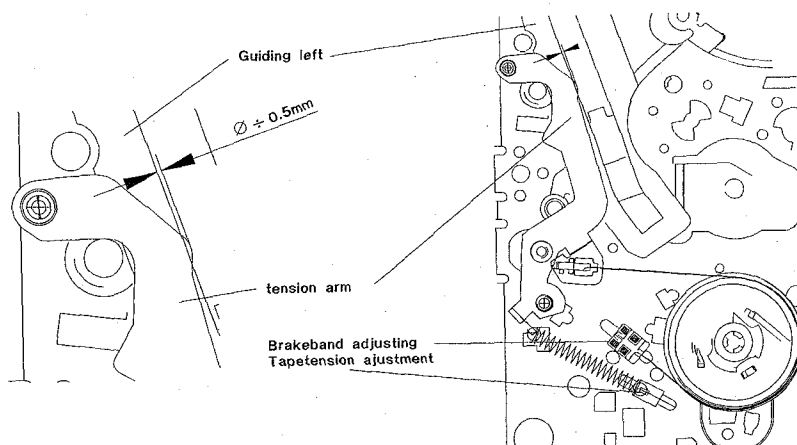 Guiding left
Ø ÷ 0.5mm
tension arm
Brakeband adjusting
Tapetension ajustment